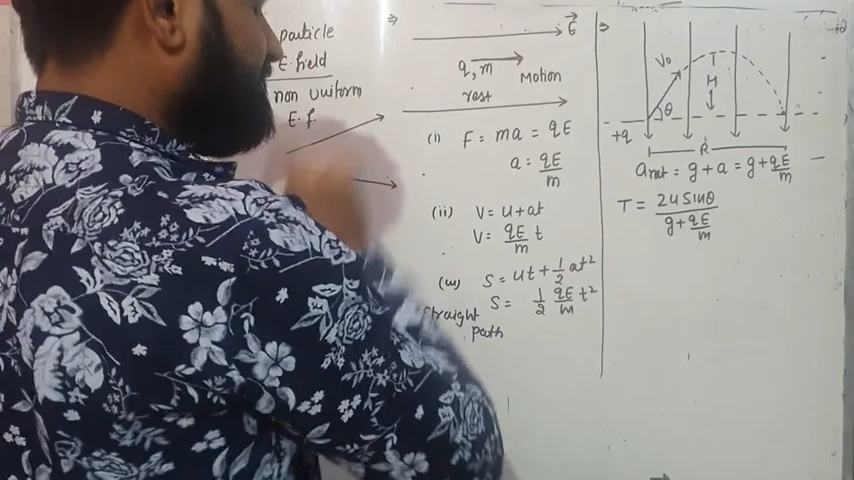 particle
E. field
non uniform
E. f.
⇒
E⃗
q, m
Motion
rest
(i) F = ma = qE
a = qE/m
(ii) V = u + at
V = qE/m t
(iii) S = ut + 1/2 at²
S = 1/2 qE/m t²
Straight
path
⇒
V₀
H
θ
+q
R
anet = g + a = g + qE/m
T = 2u sinθ / g + qE/m